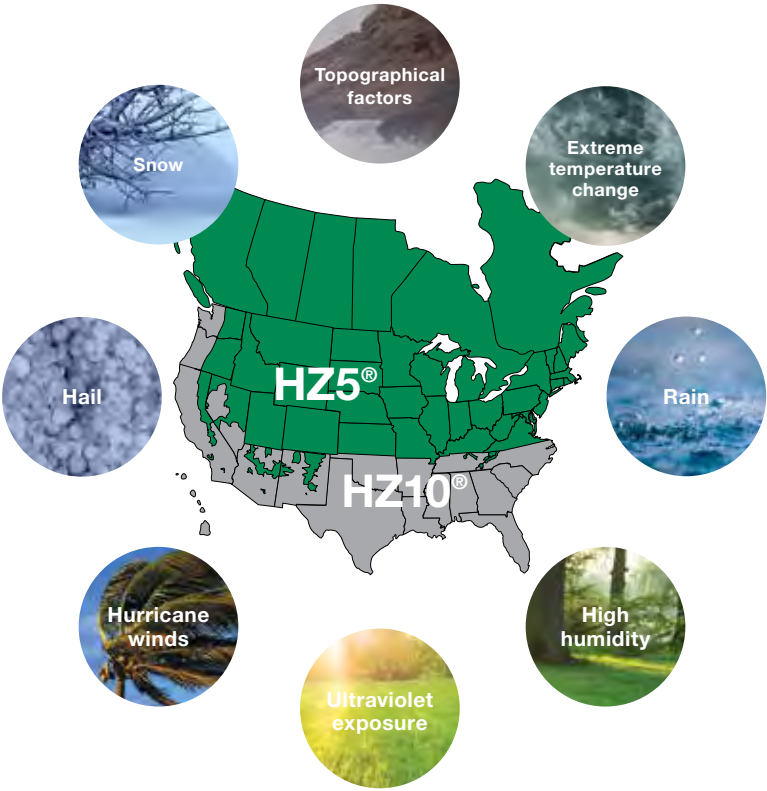 Topographical
factors
Snow
Extreme
temperature
change
HZ5®
Hail
Rain
HZ10®
Hurricane
winds
High
humidity
Ultraviolet
exposure